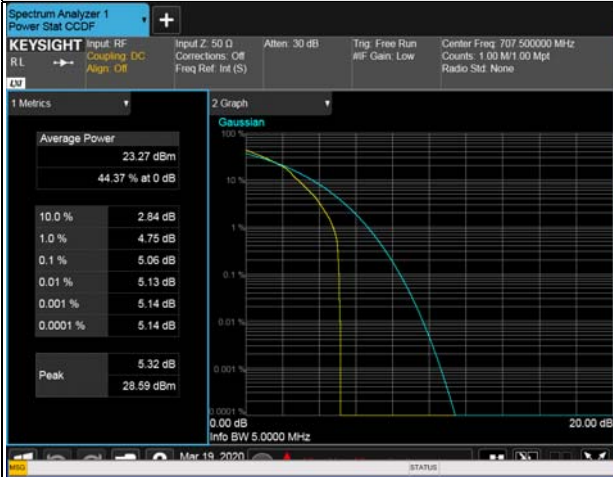 Spectrum Analyzer 1
Power Stat CCDF
+
KEYSIGHT
RL
LXI
Input: RF
Coupling: DC
Align: Off
Input Z: 50 Ω
Corrections: Off
Freq Ref: Int (S)
Atten: 30 dB
Trig: Free Run
#IF Gain: Low
Center Freq: 707.500000 MHz
Counts: 1.00 M/1.00 Mpt
Radio Std: None
1 Metrics
Average Power
23.27 dBm
44.37 % at 0 dB
10.0 % 2.84 dB
1.0 % 4.75 dB
0.1 % 5.06 dB
0.01 % 5.13 dB
0.001 % 5.14 dB
0.0001 % 5.14 dB
Peak
5.32 dB
28.59 dBm
2 Graph
Gaussian
100 %
10 %
1 %
0.1 %
0.01 %
0.001 %
0.0001 %
0.00 dB
20.00 dB
Info BW 5.0000 MHz
Mar 19, 2020
MSG
STATUS